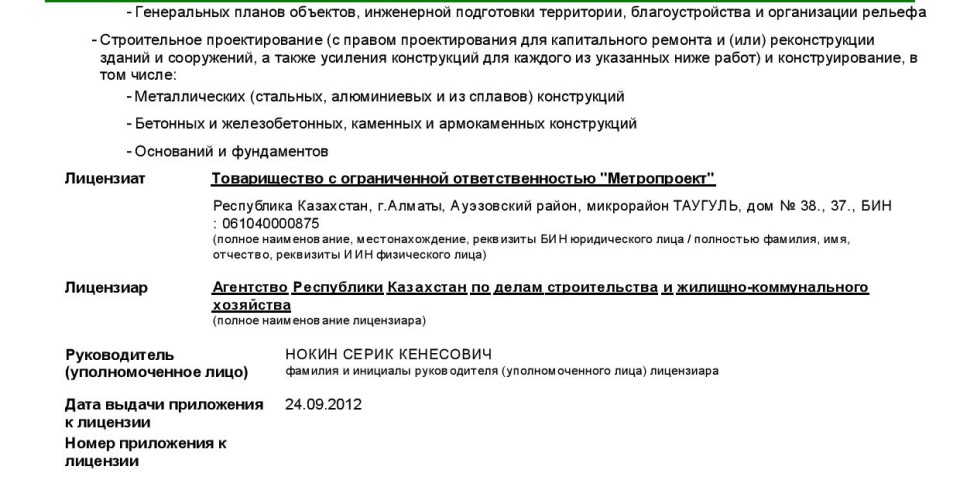 - Генеральных планов объектов, инженерной подготовки территории, благоустройства и организации рельефа
- Строительное проектирование (с правом проектирования для капитального ремонта и (или) реконструкции
зданий и сооружений, а также усиления конструкций для каждого из указанных ниже работ) и конструирование, в
том числе:
- Металлических (стальных, алюминиевых и из сплавов) конструкций
- Бетонных и железобетонных, каменных и армокаменных конструкций
- Оснований и фундаментов
Лицензиат Товарищество с ограниченной ответственностью "Метропроект"
Республика Казахстан, г.Алматы, Ауэзовский район, микрорайон ТАУГУЛЬ, дом № 38., 37., БИН
: 061040000875
(полное наименование, местонахождение, реквизиты БИН юридического лица / полностью фамилия, имя,
отчество, реквизиты ИИН физического лица)
Лицензиар Агентство Республики Казахстан по делам строительства и жилищно-коммунального
хозяйства
(полное наименование лицензиара)
Руководитель НОКИН СЕРИК КЕНЕСОВИЧ
(уполномоченное лицо) фамилия и инициалы руководителя (уполномоченного лица) лицензиара
Дата выдачи приложения 24.09.2012
к лицензии
Номер приложения к
лицензии